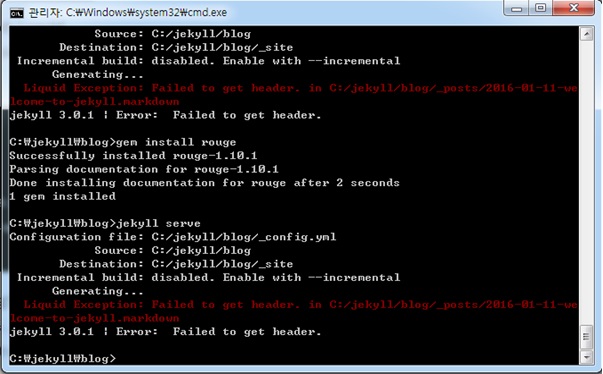 관리자: C:₩Windows₩system32₩cmd.exe
Source: C:/jekyll/blog
Destination: C:/jekyll/blog/_site
Incremental build: disabled. Enable with --incremental
Generating...
Liquid Exception: Failed to get header. in C:/jekyll/blog/_posts/2016-01-11-we
lcome-to-jekyll.markdown
jekyll 3.0.1 | Error:  Failed to get header.
C:₩jekyll₩blog>gem install rouge
Successfully installed rouge-1.10.1
Parsing documentation for rouge-1.10.1
Done installing documentation for rouge after 2 seconds
1 gem installed
C:₩jekyll₩blog>jekyll serve
Configuration file: C:/jekyll/blog/_config.yml
Source: C:/jekyll/blog
Destination: C:/jekyll/blog/_site
Incremental build: disabled. Enable with --incremental
Generating...
Liquid Exception: Failed to get header. in C:/jekyll/blog/_posts/2016-01-11-we
lcome-to-jekyll.markdown
jekyll 3.0.1 | Error:  Failed to get header.
C:₩jekyll₩blog>